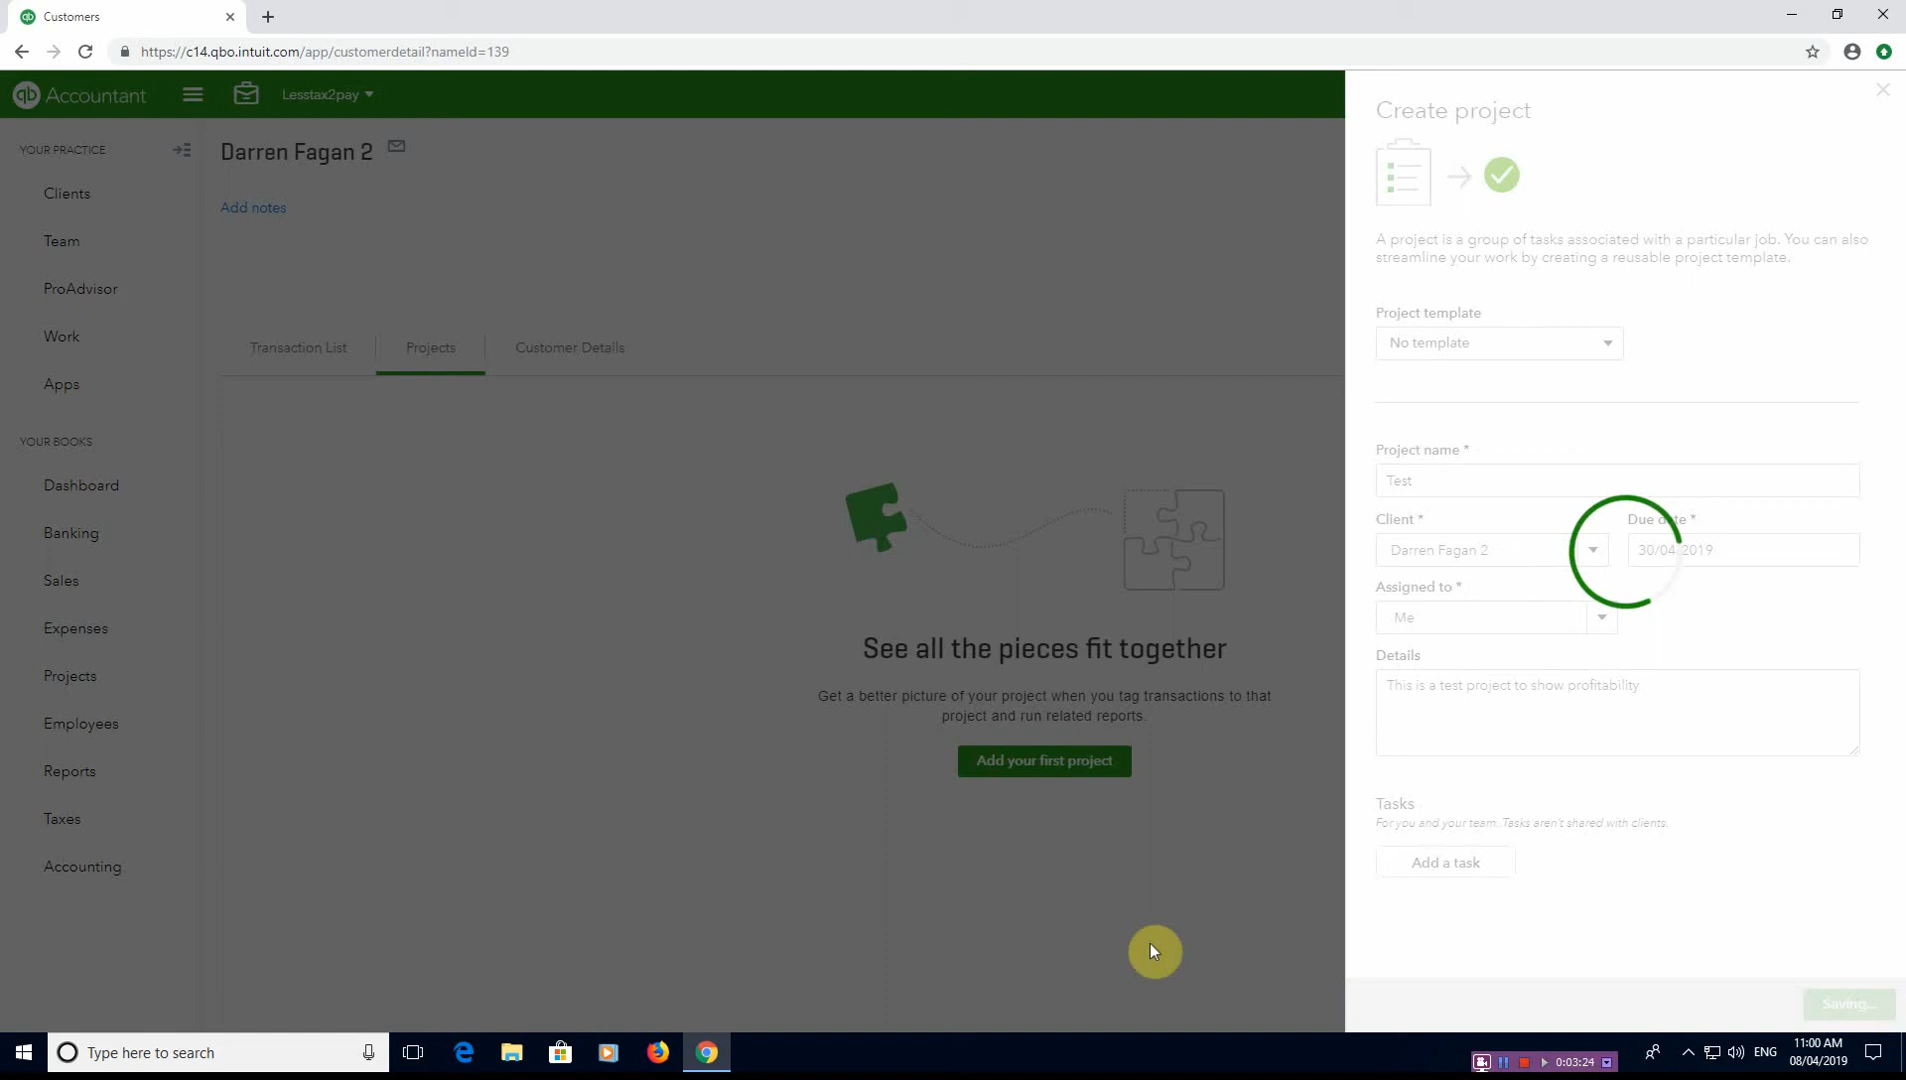 Customers
https://c14.qbo.intuit.com/app/customerdetail?nameId=139
qb Accountant
Lesstax2pay
YOUR PRACTICE
Clients
Team
ProAdvisor
Work
Apps
YOUR BOOKS
Dashboard
Banking
Sales
Expenses
Projects
Employees
Reports
Taxes
Accounting
Darren Fagan 2
Add notes
Transaction List
Projects
Customer Details
See all the pieces fit together
Get a better picture of your project when you tag transactions to that
project and run related reports.
Add your first project
Create project
A project is a group of tasks associated with a particular job. You can also
streamline your work by creating a reusable project template.
Project template
No template
Project name *
Test
Client *
Due date *
Darren Fagan 2
30/04/2019
Assigned to *
Me
Details
This is a test project to show profitability
Tasks
For you and your team. Tasks aren't shared with clients.
Add a task
Saving...
Type here to search
0:03:24
ENG
11:00 AM
08/04/2019